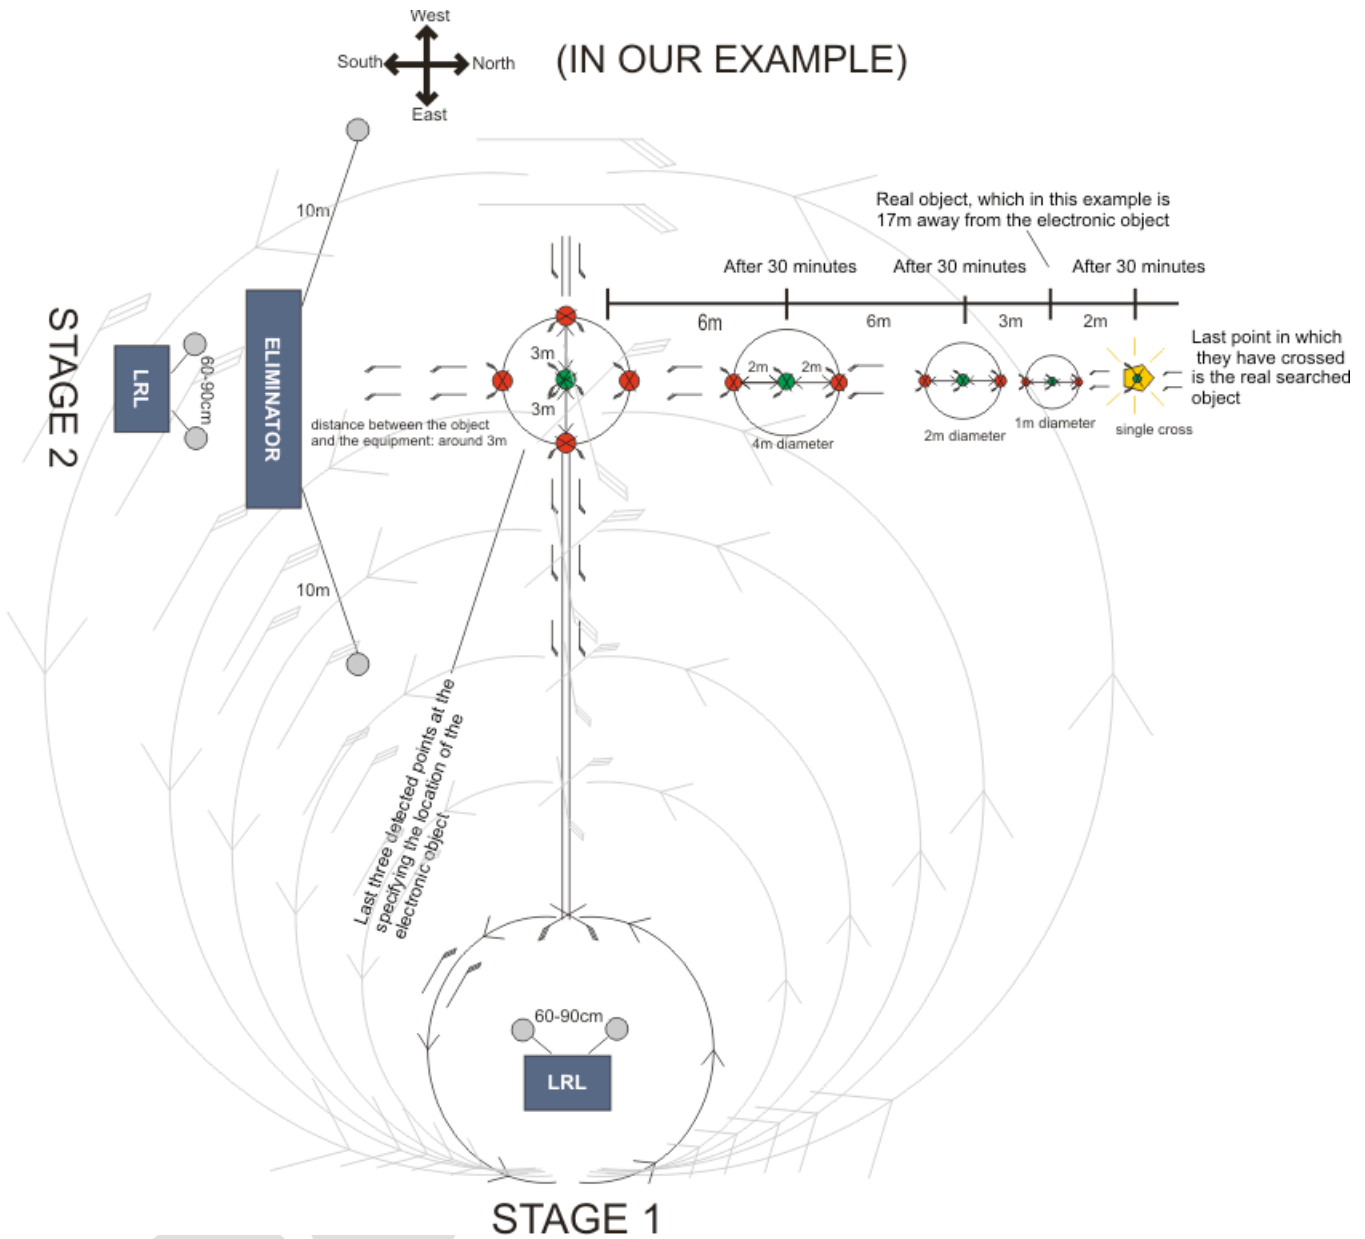 West
South
North
East
(IN OUR EXAMPLE)
10m
Real object, which in this example is
17m away from the electronic object
After 30 minutes
After 30 minutes
After 30 minutes
6m
6m
3m
2m
STAGE 2
LRL
60-90cm
ELIMINATOR
3m
3m
2m
2m
distance between the object
and the equipment: around 3m
4m diameter
2m diameter
1m diameter
single cross
Last point in which
they have crossed
is the real searched
object
10m
Last three detected points at the
specifying the location of the
electronic object
60-90cm
LRL
STAGE 1